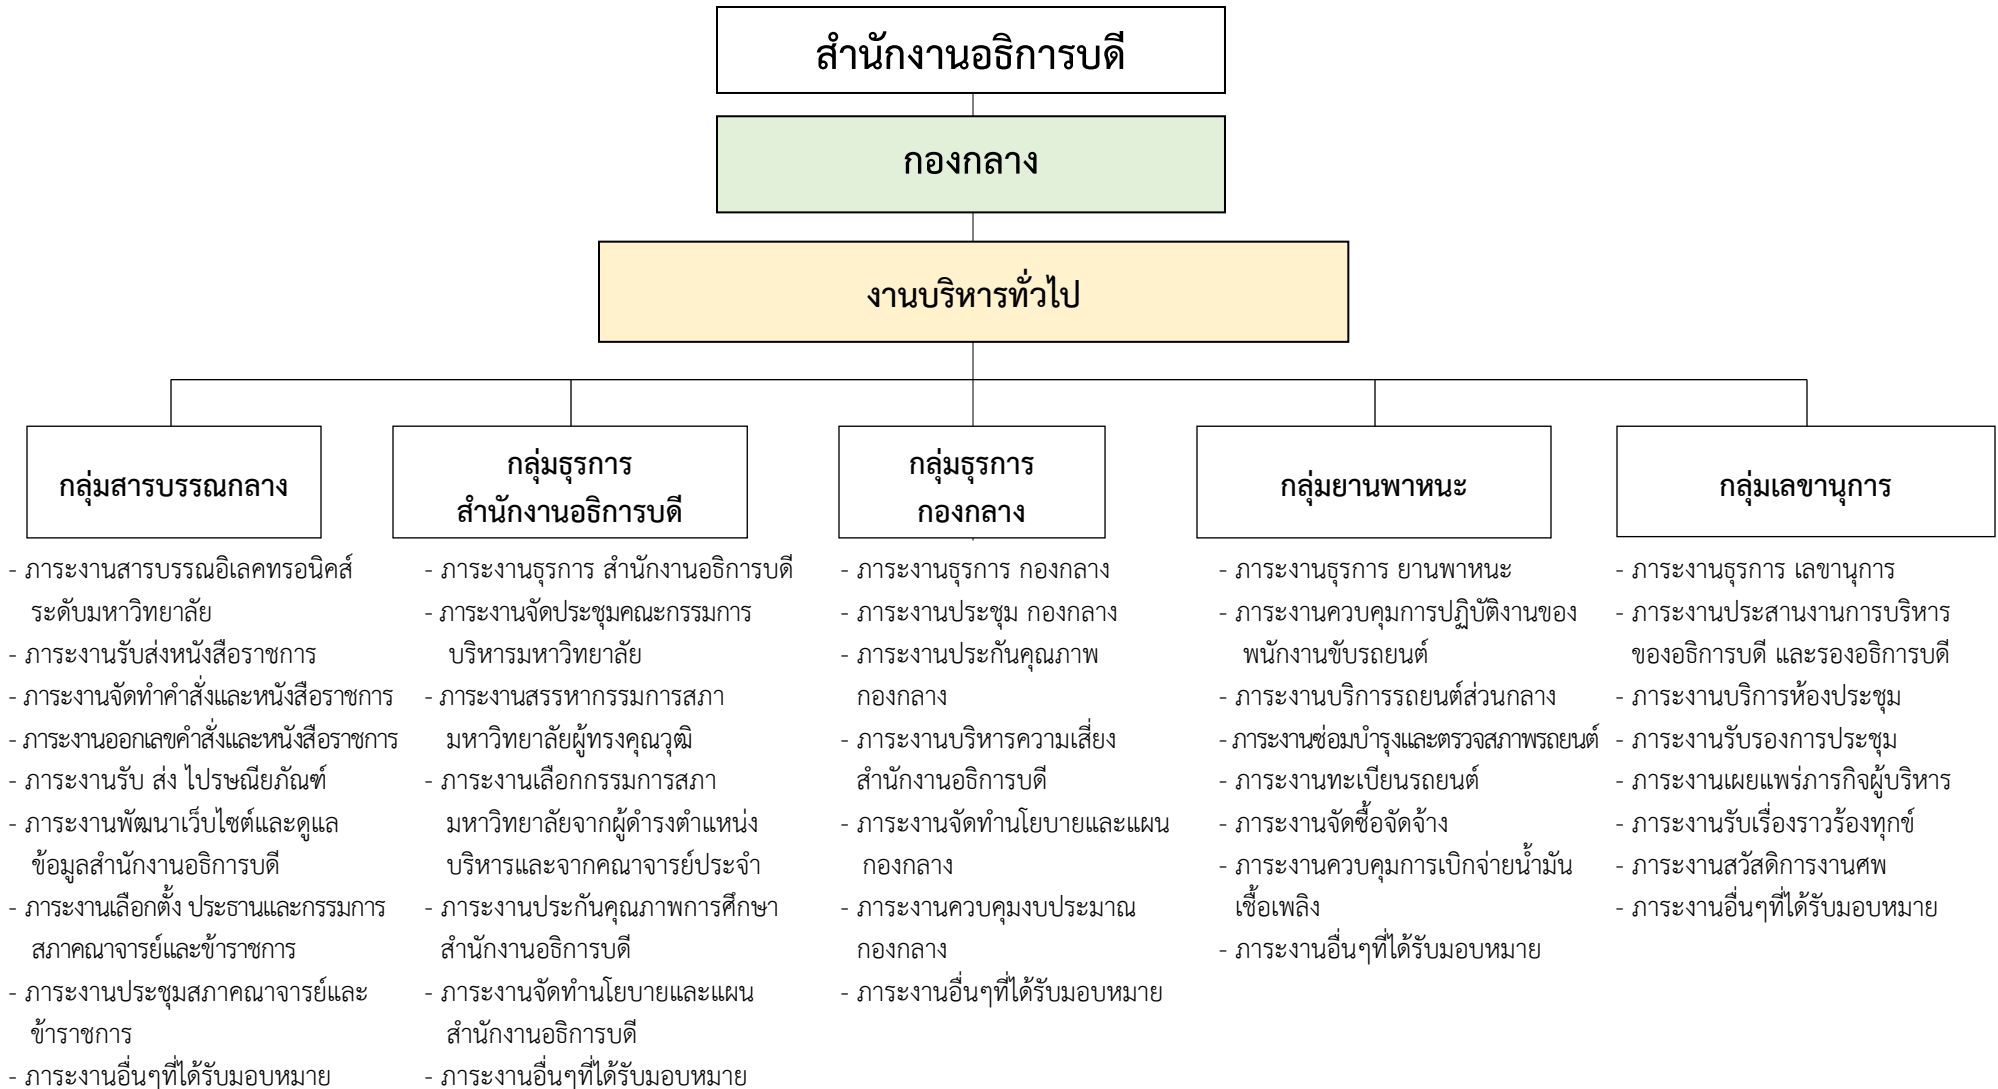 สำนักงานอธิการบดี
กองกลาง
งานบริหารทั่วไป
กลุ่มสารบรรณกลาง
- ภาระงานสารบรรณอิเลคทรอนิคส์
ระดับมหาวิทยาลัย
- ภาระงานรับส่งหนังสือราชการ
- ภาระงานจัดทำคำสั่งและหนังสือราชการ
- ภาระงานออกเลขคำสั่งและหนังสือราชการ
- ภาระงานรับ ส่ง ไปรษณียภัณฑ์
- ภาระงานพัฒนาเว็บไซต์และดูแล
ข้อมูลสำนักงานอธิการบดี
- ภาระงานเลือกตั้ง ประธานและกรรมการ
สภาคณาจารย์และข้าราชการ
- ภาระงานประชุมสภาคณาจารย์และ
ข้าราชการ
- ภาระงานอื่นๆที่ได้รับมอบหมาย
กลุ่มธุรการ
สำนักงานอธิการบดี
- ภาระงานธุรการ สำนักงานอธิการบดี
- ภาระงานจัดประชุมคณะกรรมการ
บริหารมหาวิทยาลัย
- ภาระงานสรรหากรรมการสภา
มหาวิทยาลัยผู้ทรงคุณวุฒิ
- ภาระงานเลือกกรรมการสภา
มหาวิทยาลัยจากผู้ดำรงตำแหน่ง
บริหารและจากคณาจารย์ประจำ
- ภาระงานประกันคุณภาพการศึกษา
สำนักงานอธิการบดี
- ภาระงานจัดทำนโยบายและแผน
สำนักงานอธิการบดี
- ภาระงานอื่นๆที่ได้รับมอบหมาย
กลุ่มธุรการ
กองกลาง
- ภาระงานธุรการ กองกลาง
- ภาระงานประชุม กองกลาง
- ภาระงานประกันคุณภาพ
กองกลาง
- ภาระงานบริหารความเสี่ยง
สำนักงานอธิการบดี
- ภาระงานจัดทำนโยบายและแผน
กองกลาง
- ภาระงานควบคุมงบประมาณ
กองกลาง
- ภาระงานอื่นๆที่ได้รับมอบหมาย
กลุ่มยานพาหนะ
- ภาระงานธุรการ ยานพาหนะ
- ภาระงานควบคุมการปฏิบัติงานของ
พนักงานขับรถยนต์
- ภาระงานบริการรถยนต์ส่วนกลาง
- ภาระงานซ่อมบำรุงและตรวจสภาพรถยนต์
- ภาระงานทะเบียนรถยนต์
- ภาระงานจัดซื้อจัดจ้าง
- ภาระงานควบคุมการเบิกจ่ายน้ำมัน
เชื้อเพลิง
- ภาระงานอื่นๆที่ได้รับมอบหมาย
กลุ่มเลขานุการ
- ภาระงานธุรการ เลขานุการ
- ภาระงานประสานงานการบริหาร
ของอธิการบดี และรองอธิการบดี
- ภาระงานบริการห้องประชุม
- ภาระงานรับรองการประชุม
- ภาระงานเผยแพร่ภารกิจผู้บริหาร
- ภาระงานรับเรื่องราวร้องทุกข์
- ภาระงานสวัสดิการงานศพ
- ภาระงานอื่นๆที่ได้รับมอบหมาย